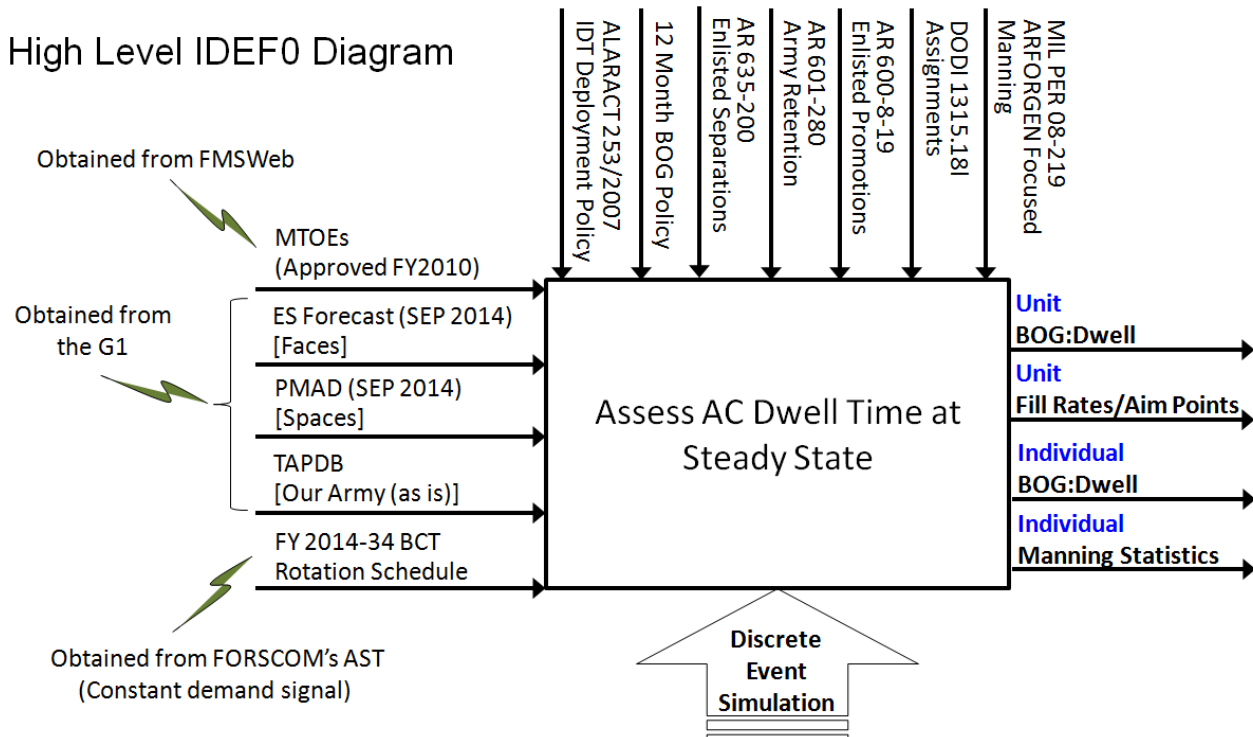 High Level IDEF0 Diagram
ALARACT 253/2007
IDT Deployment Policy
12 Month BOG Policy
AR 635-200
Enlisted Separations
AR 601-280
Army Retention
AR 600-8-19
Enlisted Promotions
DODI 1315.18I
Assignments
MIL PER 08-219
ARFORGEN Focused
Manning
Obtained from FMSWeb
MTOEs
(Approved FY2010)
Obtained from
the G1
ES Forecast (SEP 2014)
[Faces]
PMAD (SEP 2014)
[Spaces]
TAPDB
[Our Army (as is)]
FY 2014-34 BCT
Rotation Schedule
Obtained from FORSCOM's AST
(Constant demand signal)
Assess AC Dwell Time at
Steady State
Unit
BOG:Dwell
Unit
Fill Rates/Aim Points
Individual
BOG:Dwell
Individual
Manning Statistics
Discrete
Event
Simulation